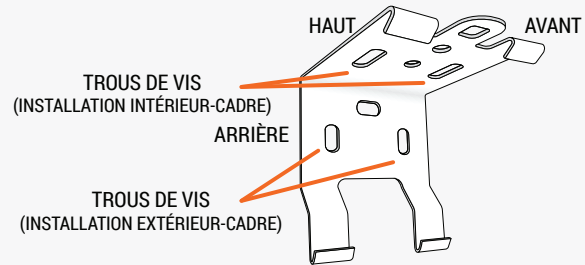 HAUT
AVANT
TROUS DE VIS
(INSTALLATION INTÉRIEUR-CADRE)
ARRIÈRE
TROUS DE VIS
(INSTALLATION EXTÉRIEUR-CADRE)